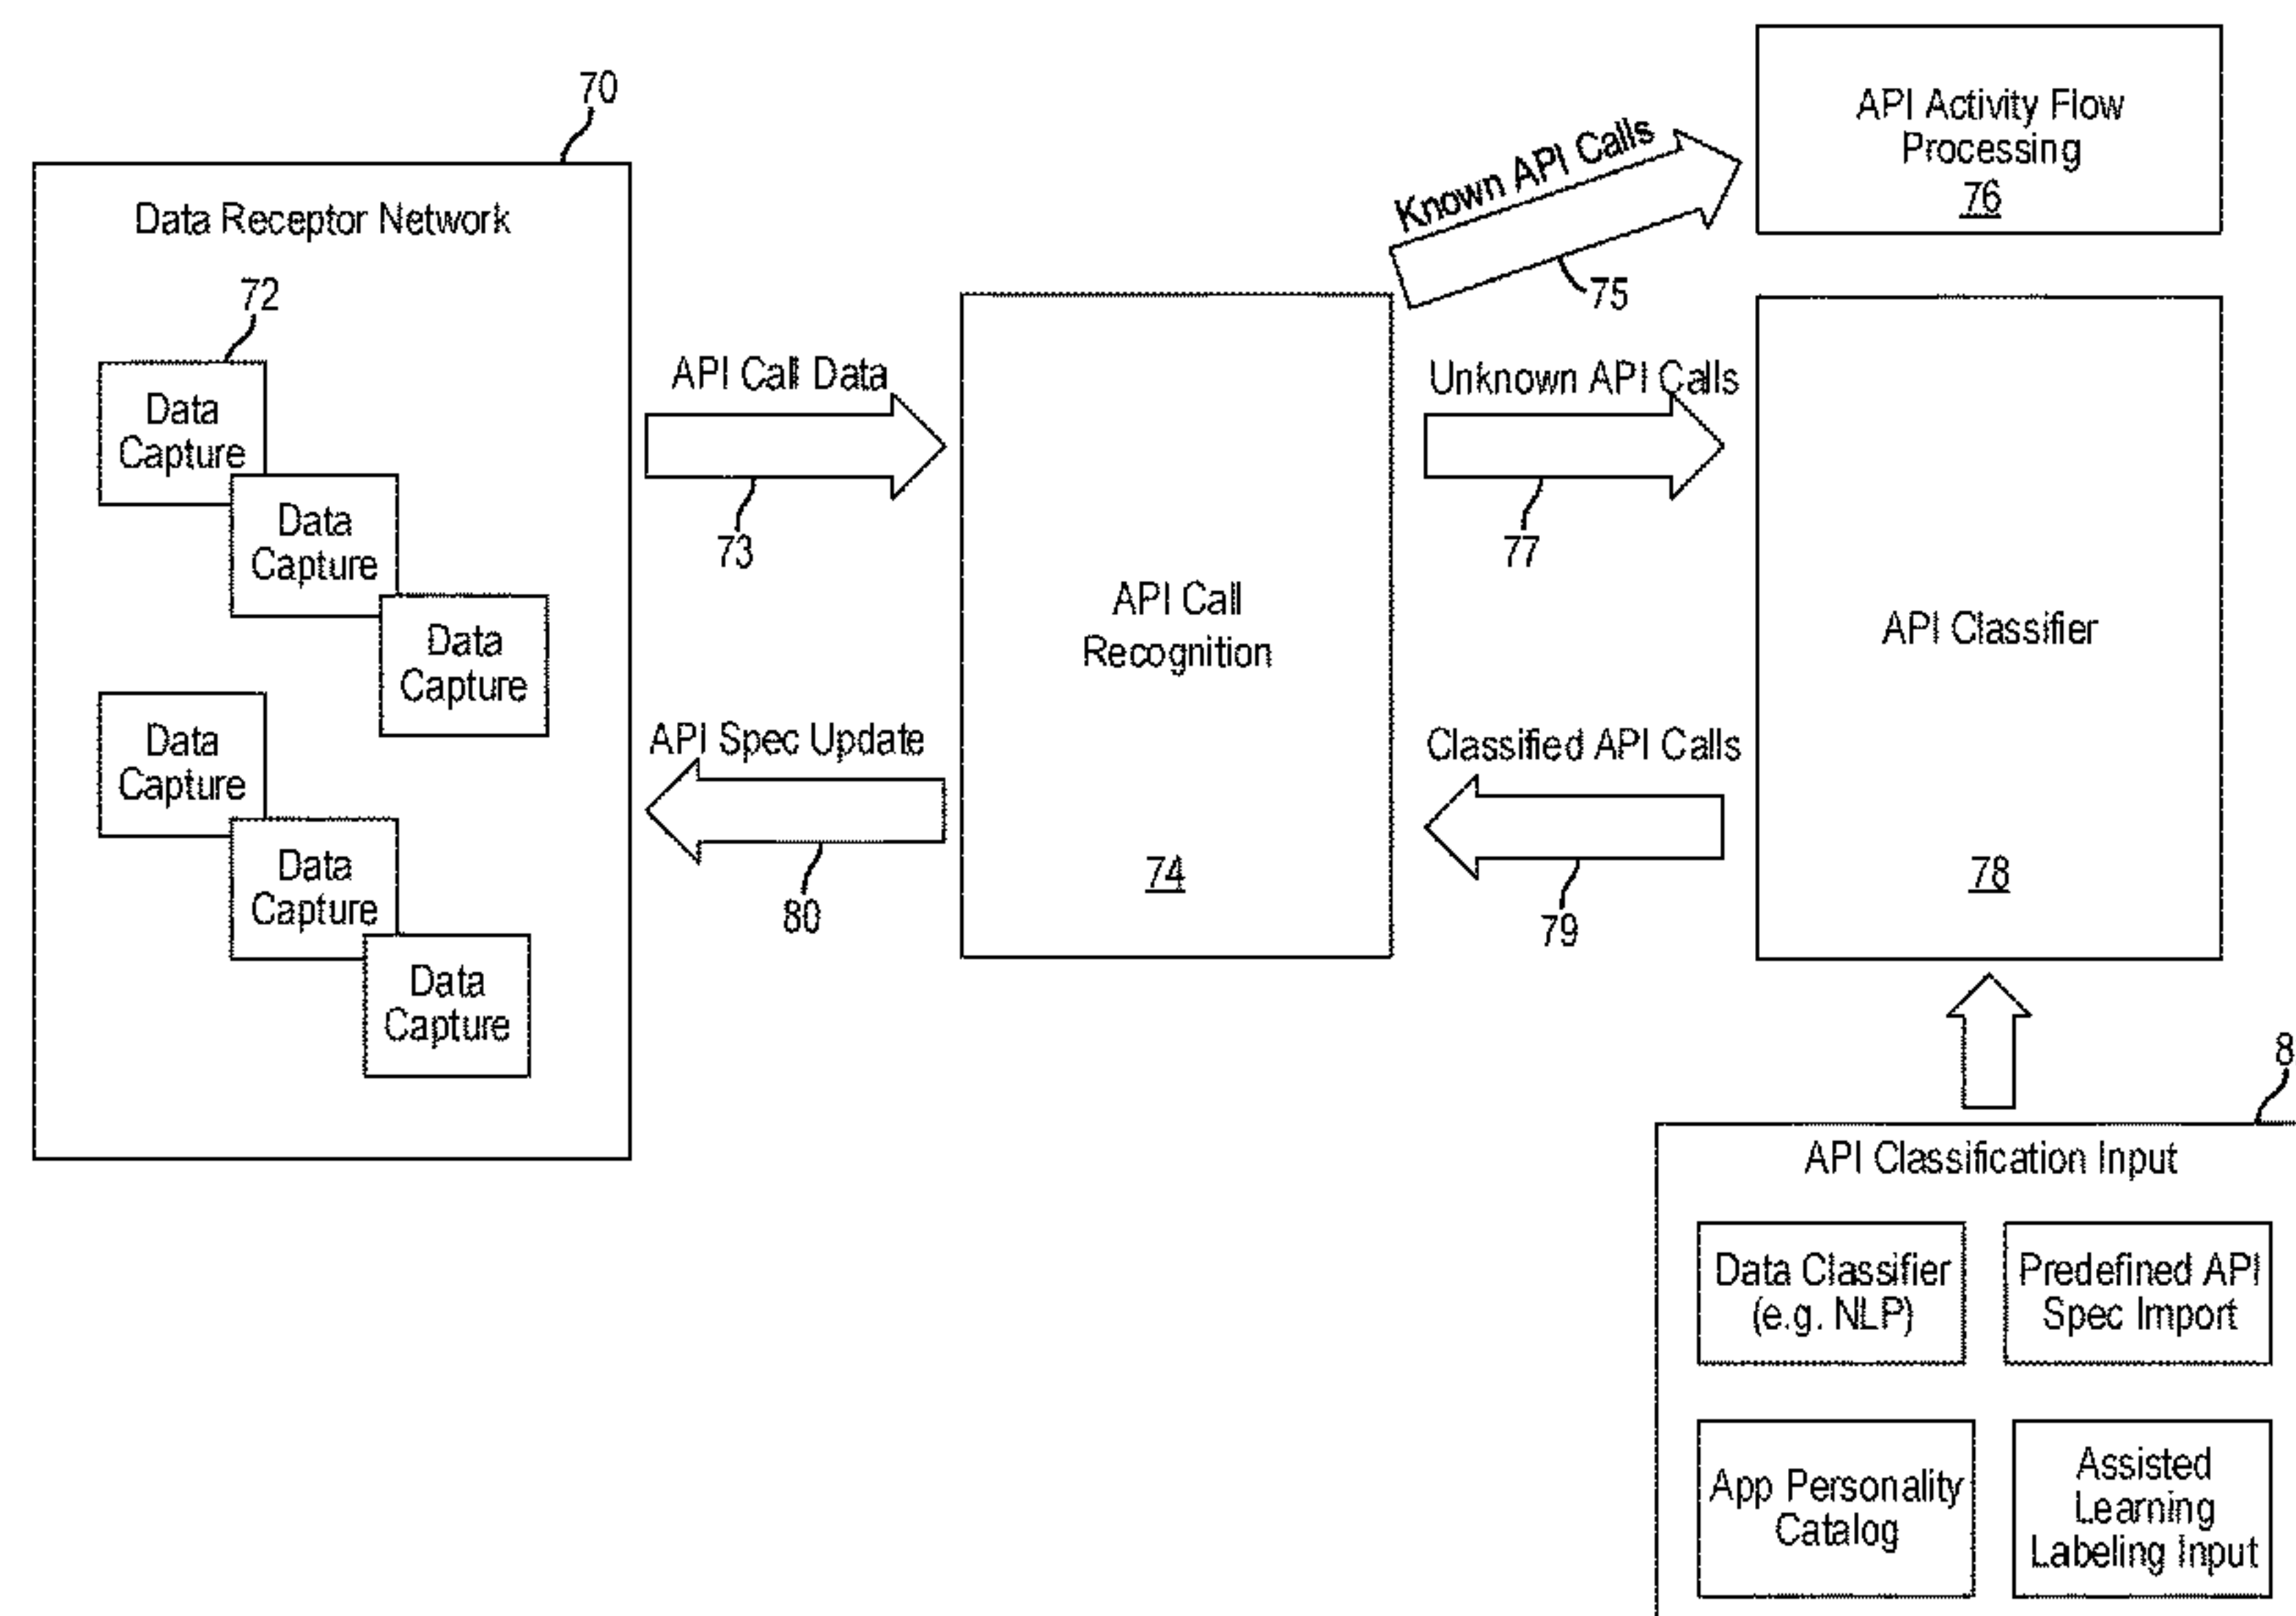 70
Data Receptor Network
72
Data
Capture
Data
Capture
Data
Capture
Data
Capture
Data
Capture
Data
Capture
API Call Data
73
API Spec Update
80
API Call
Recognition
74
Known API Calls
75
Unknown API Calls
77
Classified API Calls
79
API Activity Flow
Processing
76
API Classifier
78
8
API Classification Input
Data Classifier
(e.g. NLP)
Predefined API
Spec Import
App Personality
Catalog
Assisted
Learning
Labeling Input